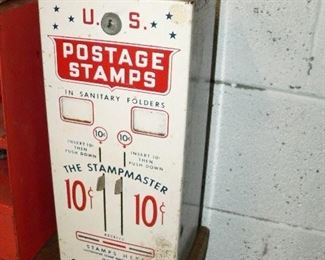 U. S.
POSTAGE
STAMPS
IN SANITARY FOLDERS
10¢ 10¢
INSERT 10¢
THEN
PUSH DOWN
INSERT 10¢
THEN
PUSH DOWN
THE STAMPMASTER
10¢ 10¢
STAMPS HERE